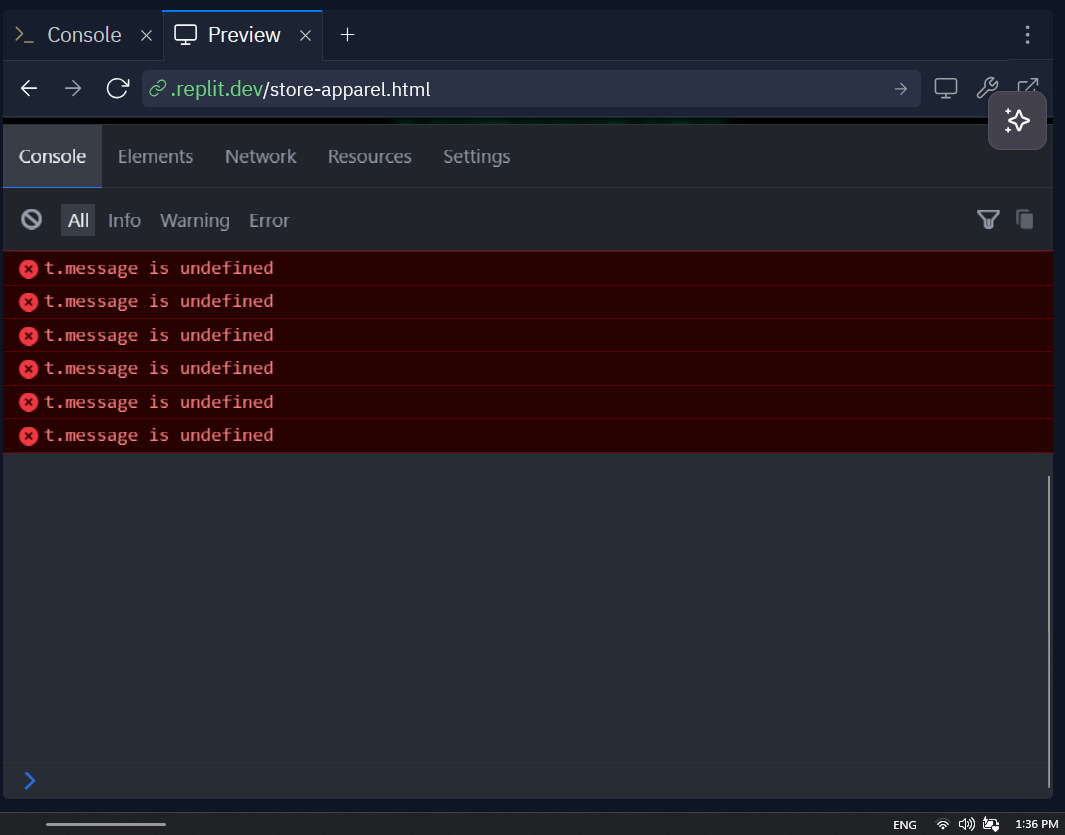 Console Preview
.replit.dev/store-apparel.html
Console Elements Network Resources Settings
All Info Warning Error
t.message is undefined
t.message is undefined
t.message is undefined
t.message is undefined
t.message is undefined
t.message is undefined
ENG 1:36 PM